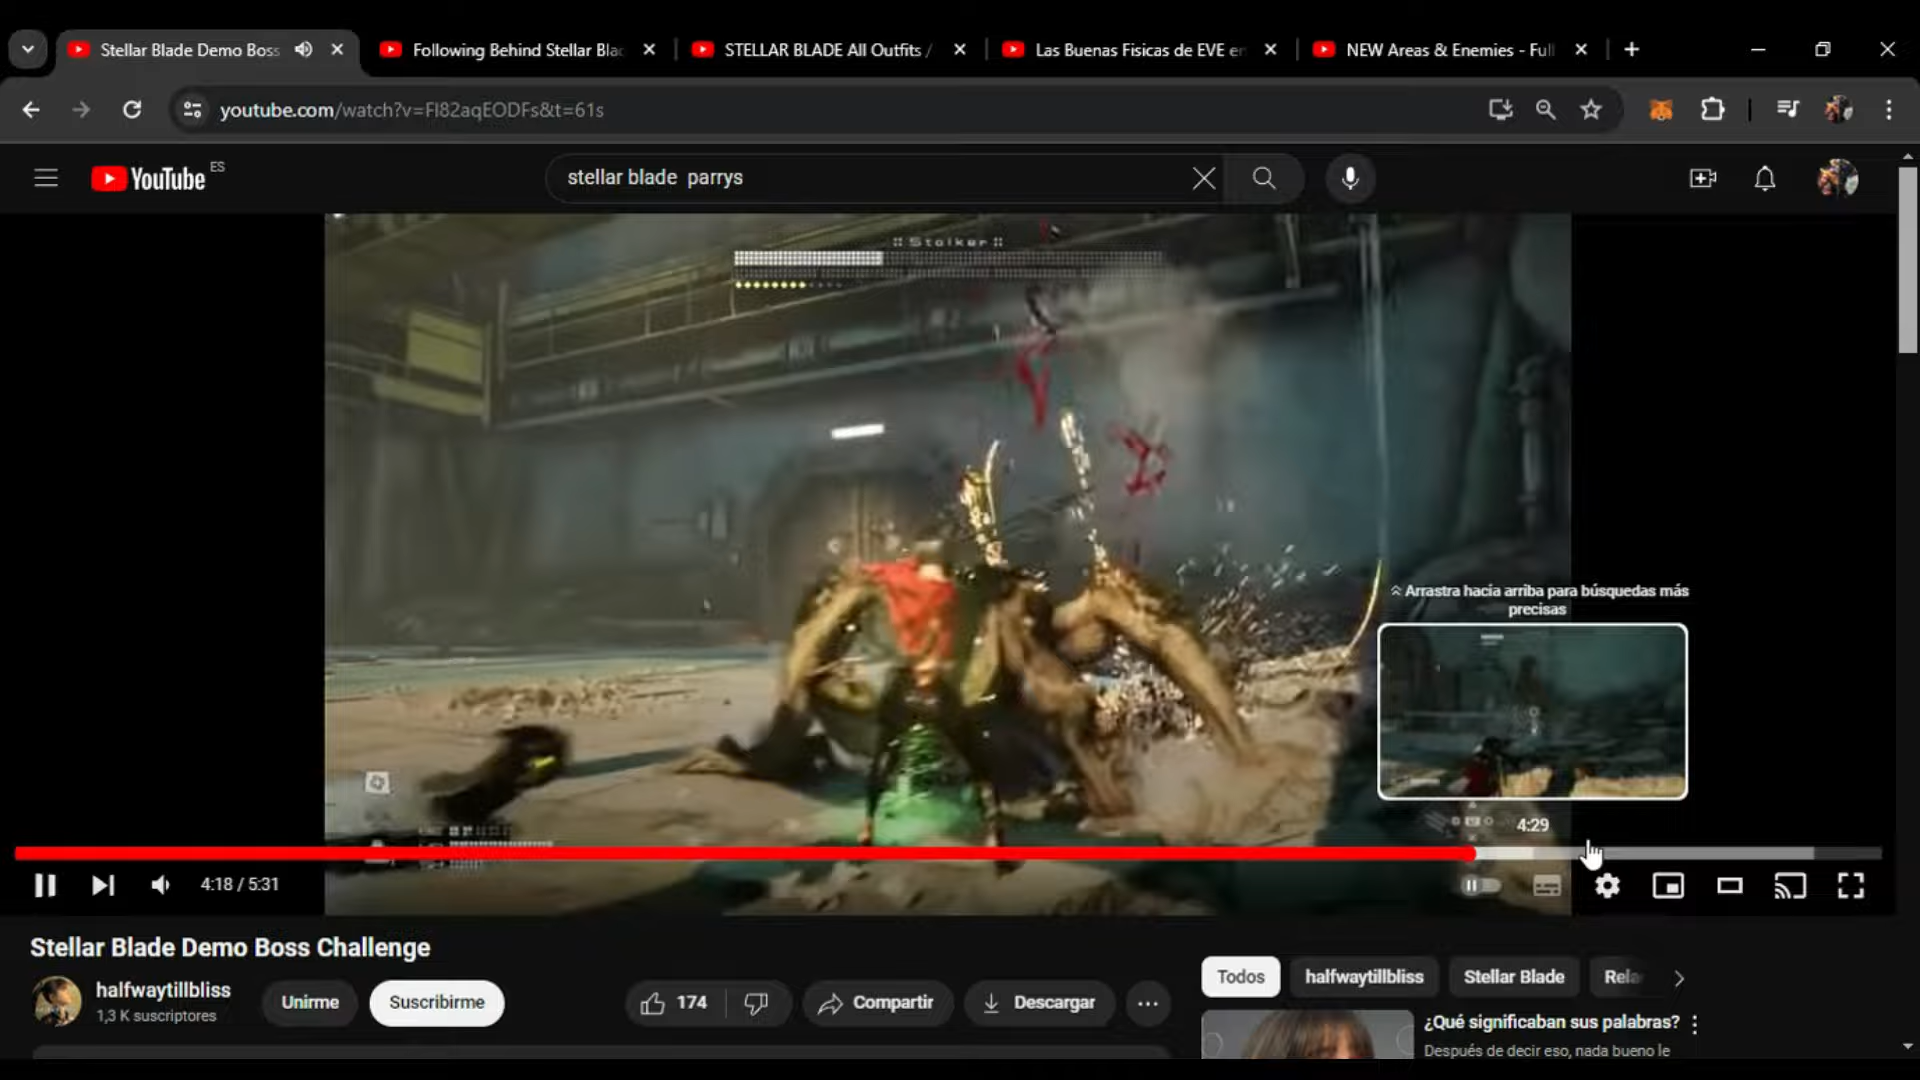 Stellar Blade Demo Boss
Following Behind Stellar Bla
STELLAR BLADE All Outfits /
Las Buenas Fisicas de EVE e
NEW Areas & Enemies - Full
youtube.com/watch?v=Fl82aqEODFs&t=61s
YouTube ES
stellar blade parrys
:: Stalker ::
Arrastra hacia arriba para búsquedas más
precisas
4:29
4:18 / 5:31
Stellar Blade Demo Boss Challenge
halfwaytillbliss
1,3 K suscriptores
Unirme
Suscribirme
174
Compartir
Descargar
Todos
halfwaytillbliss
Stellar Blade
Rela
¿Qué significaban sus palabras?
Después de decir eso, nada bueno le